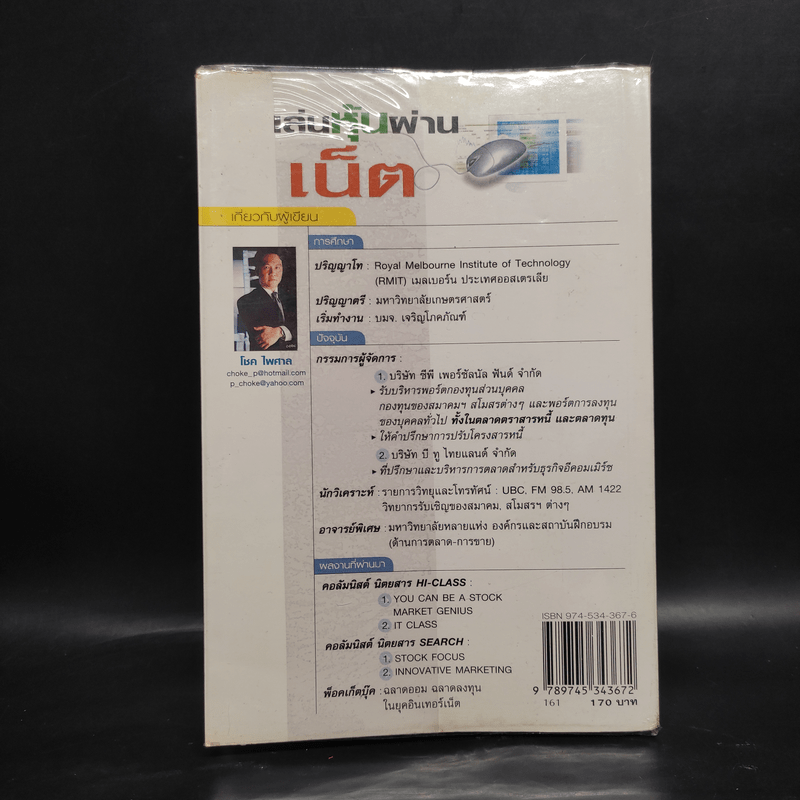 เล่นหุ้นผ่าน
เน็ต
เกี่ยวกับผู้เขียน
การศึกษา
ปริญญาโท : Royal Melbourne Institute of Technology
(RMIT) เมลเบอร์น ประเทศออสเตรเลีย
ปริญญาตรี : มหาวิทยาลัยเกษตรศาสตร์
เริ่มทำงาน : บมจ. เจริญโภคภัณฑ์
โชค ไพศาล
choke_p@hotmail.com
p_choke@yahoo.com
ปัจจุบัน
กรรมการผู้จัดการ :
1. บริษัท ซีพี เพอร์ซัลนัล ฟันด์ จำกัด
▸ รับบริหารพอร์ตกองทุนส่วนบุคคล
กองทุนของสมาคมฯ สโมสรต่างๆ และพอร์ตการลงทุน
ของบุคคลทั่วไป ทั้งในตลาดตราสารหนี้ และตลาดทุน
▸ ให้คำปรึกษาการปรับโครงสารหนี้
2. บริษัท บี ทู ไทยแลนด์ จำกัด
▸ ที่ปรึกษาและบริหารการตลาดสำหรับธุรกิจอีคอมเมิร์ซ
นักวิเคราะห์ : รายการวิทยุและโทรทัศน์ : UBC, FM 98.5, AM 1422
วิทยากรรับเชิญของสมาคม, สโมสรฯ ต่างๆ
อาจารย์พิเศษ : มหาวิทยาลัยหลายแห่ง องค์กรและสถาบันฝึกอบรม
(ด้านการตลาด-การขาย)
ผลงานที่ผ่านมา
คอลัมนิสต์ นิตยสาร HI-CLASS :
1. YOU CAN BE A STOCK
MARKET GENIUS
2. IT CLASS
คอลัมนิสต์ นิตยสาร SEARCH :
1. STOCK FOCUS
2. INNOVATIVE MARKETING
พ็อคเก็ตบุ๊ค : ฉลาดออม ฉลาดลงทุน
ในยุคอินเทอร์เน็ต
ISBN 974-534-367-6
9 789745 343672
161 170 บาท